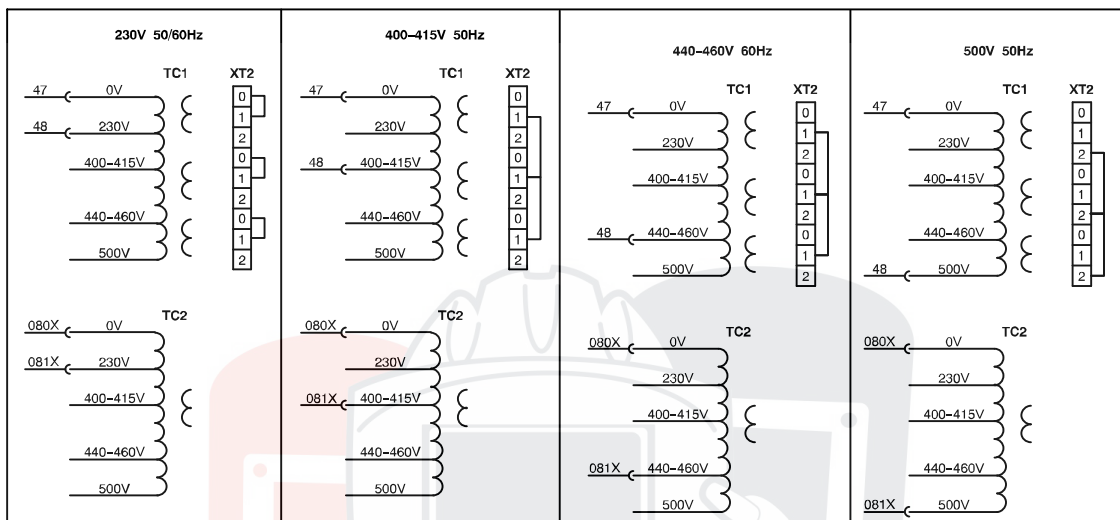 230V 50/60Hz
TC1 XT2
47 0V
48 230V
400–415V
440–460V
500V
0
1
2
0
1
2
0
1
2
TC2
080X 0V
081X 230V
400–415V
440–460V
500V
400–415V 50Hz
TC1 XT2
47 0V
230V
48 400–415V
440–460V
500V
0
1
2
0
1
2
0
1
2
TC2
080X 0V
230V
081X 400–415V
440–460V
500V
440–460V 60Hz
TC1 XT2
47 0V
230V
400–415V
48 440–460V
500V
0
1
2
0
1
2
0
1
2
TC2
080X 0V
230V
400–415V
081X 440–460V
500V
500V 50Hz
TC1 XT2
47 0V
230V
400–415V
440–460V
48 500V
0
1
2
0
1
2
0
1
2
TC2
080X 0V
230V
400–415V
440–460V
081X 500V